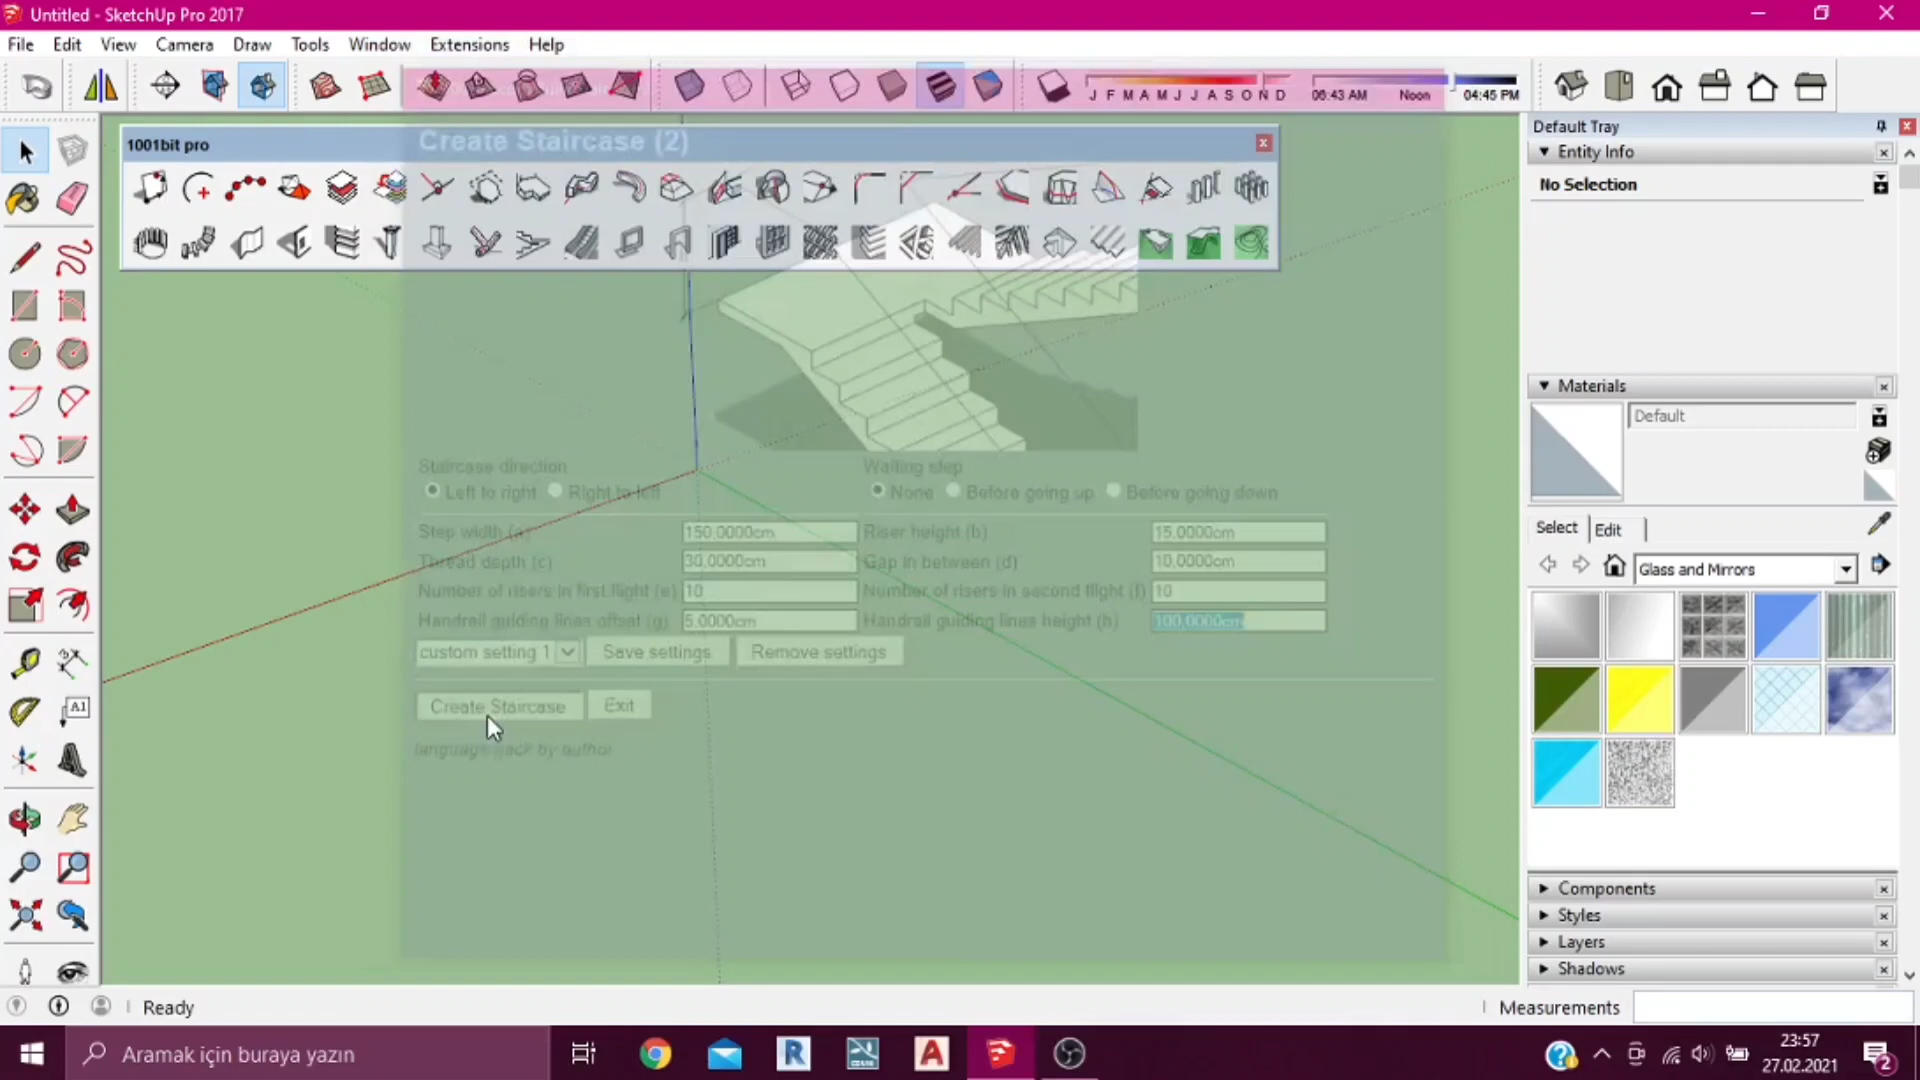 Untitled - SketchUp Pro 2017
File Edit View Camera Draw Tools Window Extensions Help
J F M A M J J A S O N D 06:43 AM Noon 04:45 PM
Default Tray
1001bit pro
Create Staircase (2)
Entity Info
No Selection
Materials
Default
Staircase direction Waiting step
Left to right Right to left None Before going up Before going down
Step width (a) 150,0000cm Riser height (b) 15,0000cm
Thread depth (c) 30,0000cm Gap in between (d) 10,0000cm
Number of risers in first flight (e) 10 Number of risers in second flight (f) 10
Handrail guiding lines offset (g) 5,0000cm Handrail guiding lines height (h) 100,0000cm
custom setting 1 Save settings Remove settings
Create Staircase Exit
language pack by author
Select Edit
Glass and Mirrors
A1
Components
Styles
Layers
Shadows
Ready
Measurements
Aramak için buraya yazın
23:57
27.02.2021
2